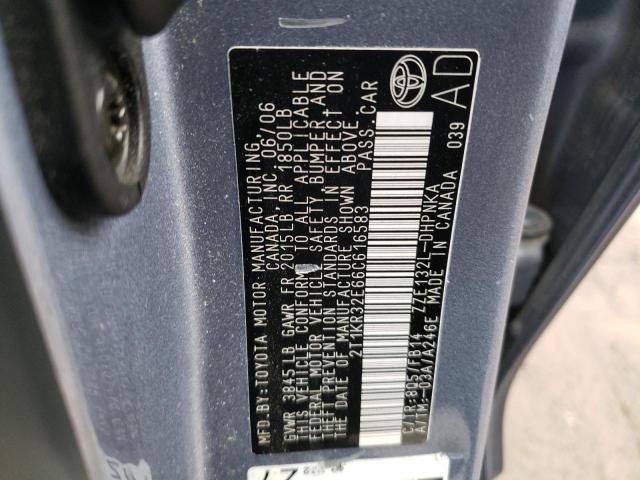 MFD.BY:TOYOTA MOTOR MANUFACTURING,
CANADA, INC. 06/06
GVWR 3845LB GAWR FR 2015LB, RR 1850LB
THIS VEHICLE CONFORMS TO ALL APPLICABLE
FEDERAL MOTOR VEHICLE SAFETY, BUMPER, AND
THEFT PREVENTION STANDARDS IN EFFECT ON
THE DATE OF MANUFACTURE SHOWN ABOVE.
2T1KR32E66C616583 PASS.CAR
C/TR:8Q5/FB14 ZZE132L-DHPNKA
A/TM:-03A/A246E MADE IN CANADA 039
AD